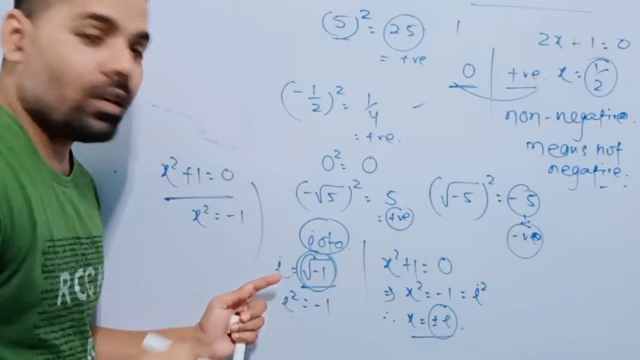 (5)² = 25
= +ve
(-1/2)² = 1/4
= +ve.
0² = 0
(-√5)² = 5
= +ve
(√-5)² = -5
-ve
2x - 1 = 0
0 | +ve x = 1/2
non-negative.
means not
negative.
x² + 1 = 0
x² = -1
iota
i = √-1
i² = -1
x² + 1 = 0
⇒ x² = -1 = i²
∴ x = ±i
RCC